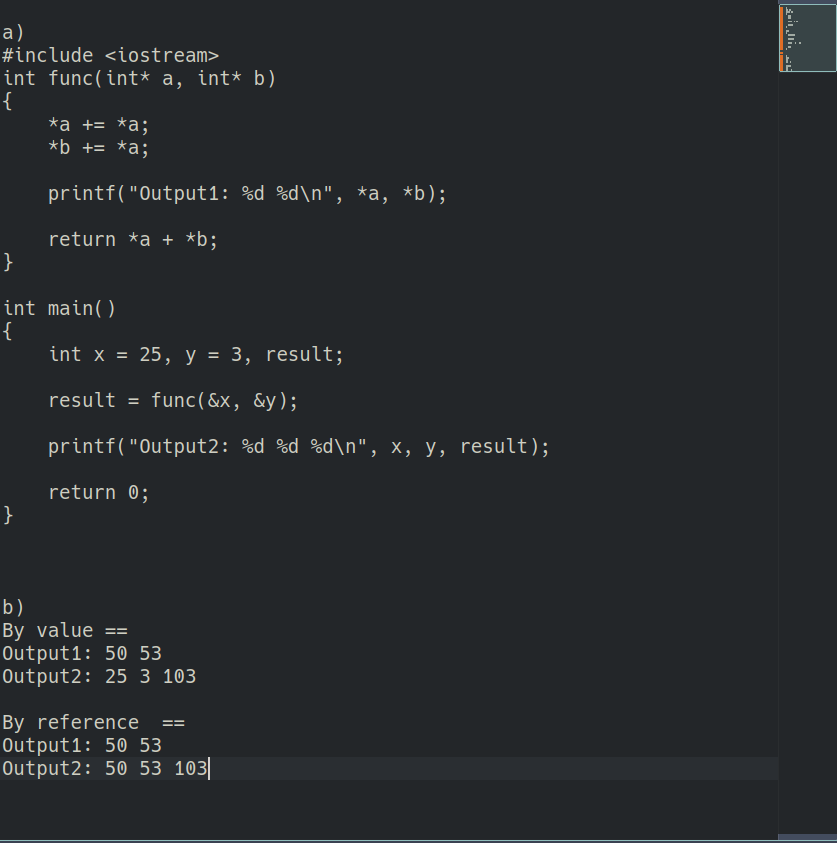 a)
#include <iostream>
int func(int* a, int* b)
{
    *a += *a;
    *b += *a;
    printf("Output1: %d %d\n", *a, *b);
    return *a + *b;
}
int main()
{
    int x = 25, y = 3, result;
    result = func(&x, &y);
    printf("Output2: %d %d %d\n", x, y, result);
    return 0;
}
b)
By value ==
Output1: 50 53
Output2: 25 3 103
By reference  ==
Output1: 50 53
Output2: 50 53 103